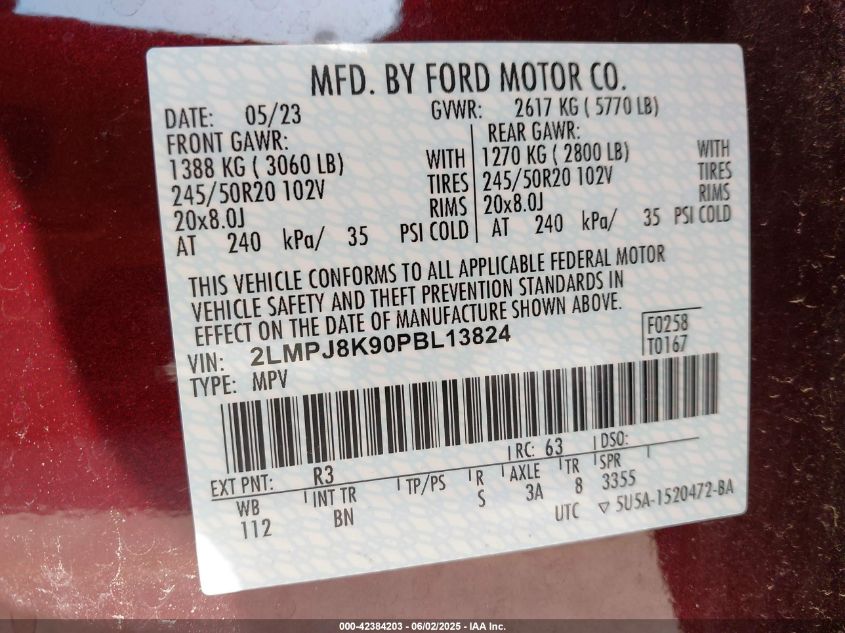 MFD. BY FORD MOTOR CO.
DATE: 05/23 GVWR: 2617 KG ( 5770 LB)
FRONT GAWR: REAR GAWR:
1388 KG ( 3060 LB) WITH 1270 KG ( 2800 LB) WITH
245/50R20 102V TIRES 245/50R20 102V TIRES
20x8.0J RIMS 20x8.0J RIMS
AT 240 kPa/ 35 PSI COLD AT 240 kPa/ 35 PSI COLD
THIS VEHICLE CONFORMS TO ALL APPLICABLE FEDERAL MOTOR
VEHICLE SAFETY AND THEFT PREVENTION STANDARDS IN
EFFECT ON THE DATE OF MANUFACTURE SHOWN ABOVE.
VIN: 2LMPJ8K90PBL13824 F0258
TYPE: MPV T0167
EXT PNT: R3 RC: 63 DSO:
WB INT TR TP/PS R AXLE TR SPR
112 BN S 3A 8 3355
UTC ▽ 5U5A-1520472-BA
000-42384203 - 06/02/2025 - IAA Inc.